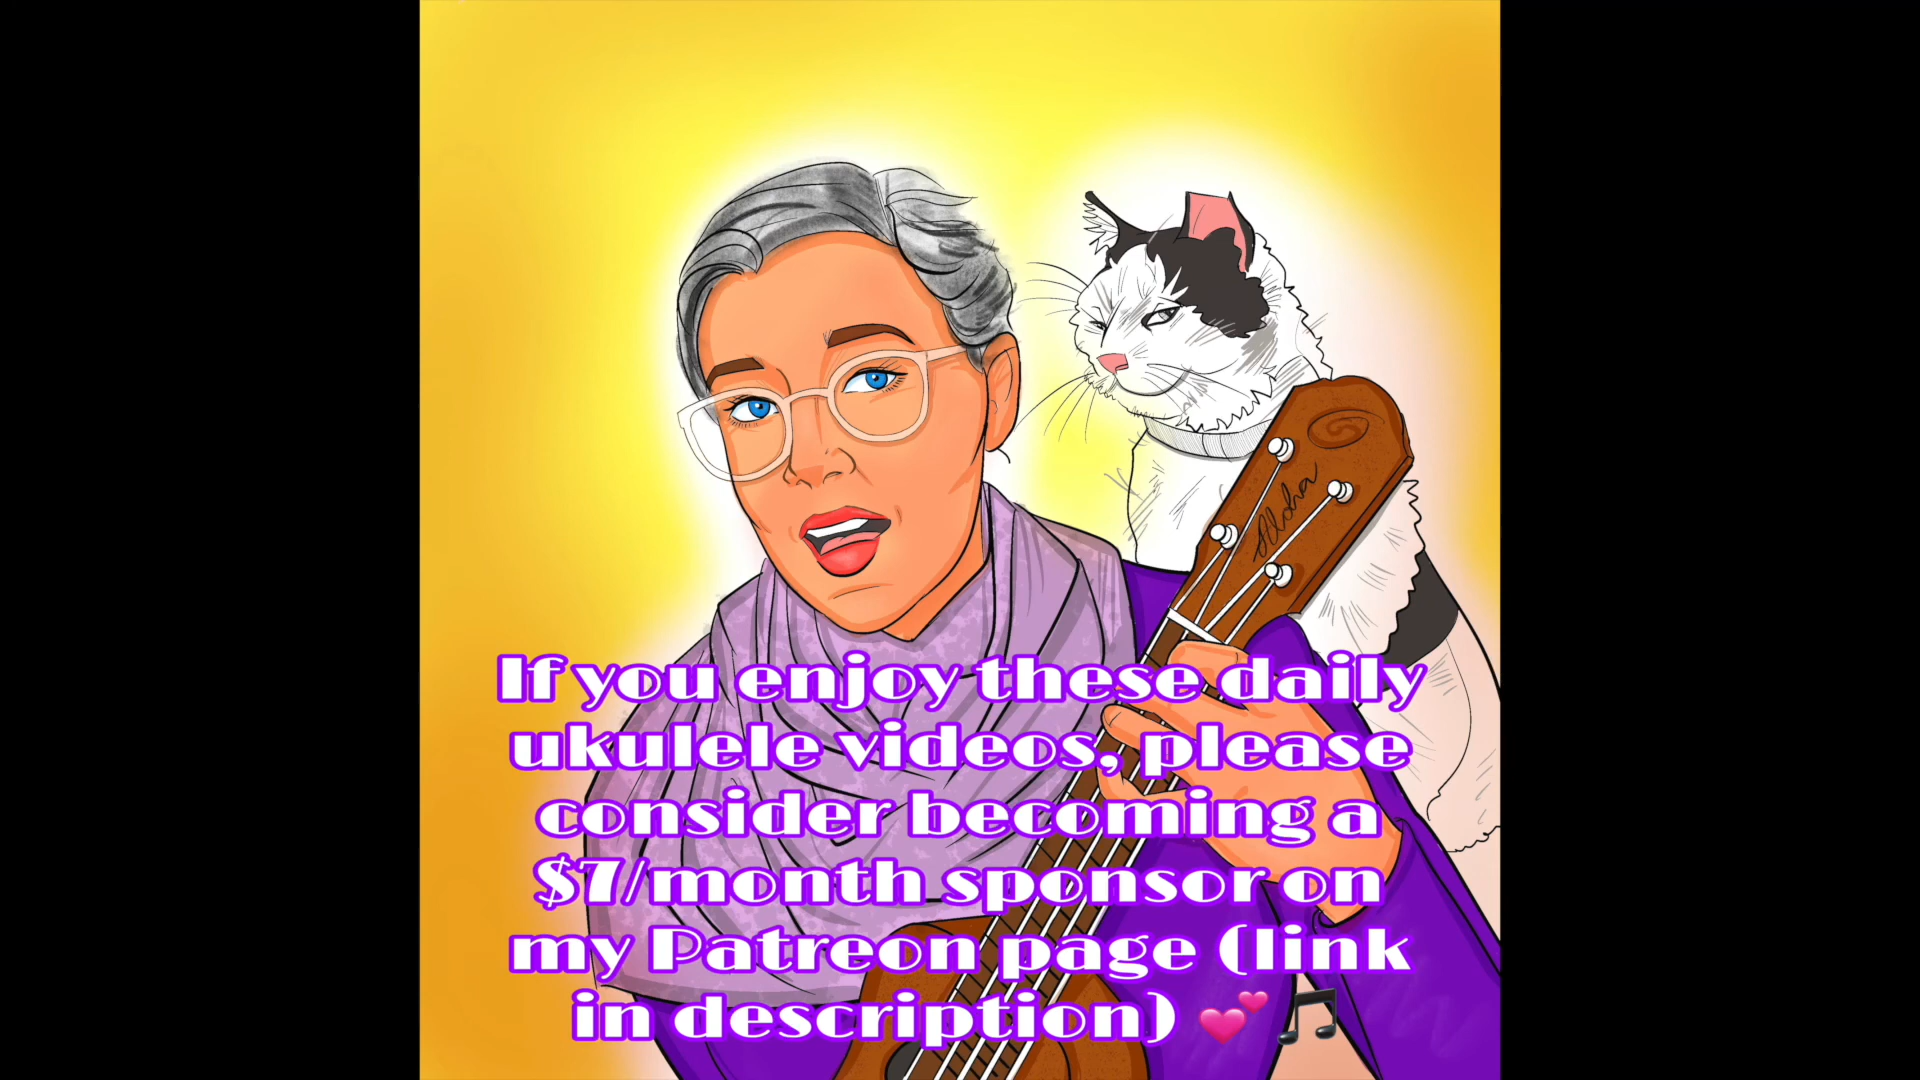 Aloha
If you enjoy these daily
ukulele videos, please
consider becoming a
$7/month sponsor on
my Patreon page (link
in description) 💕 🎵